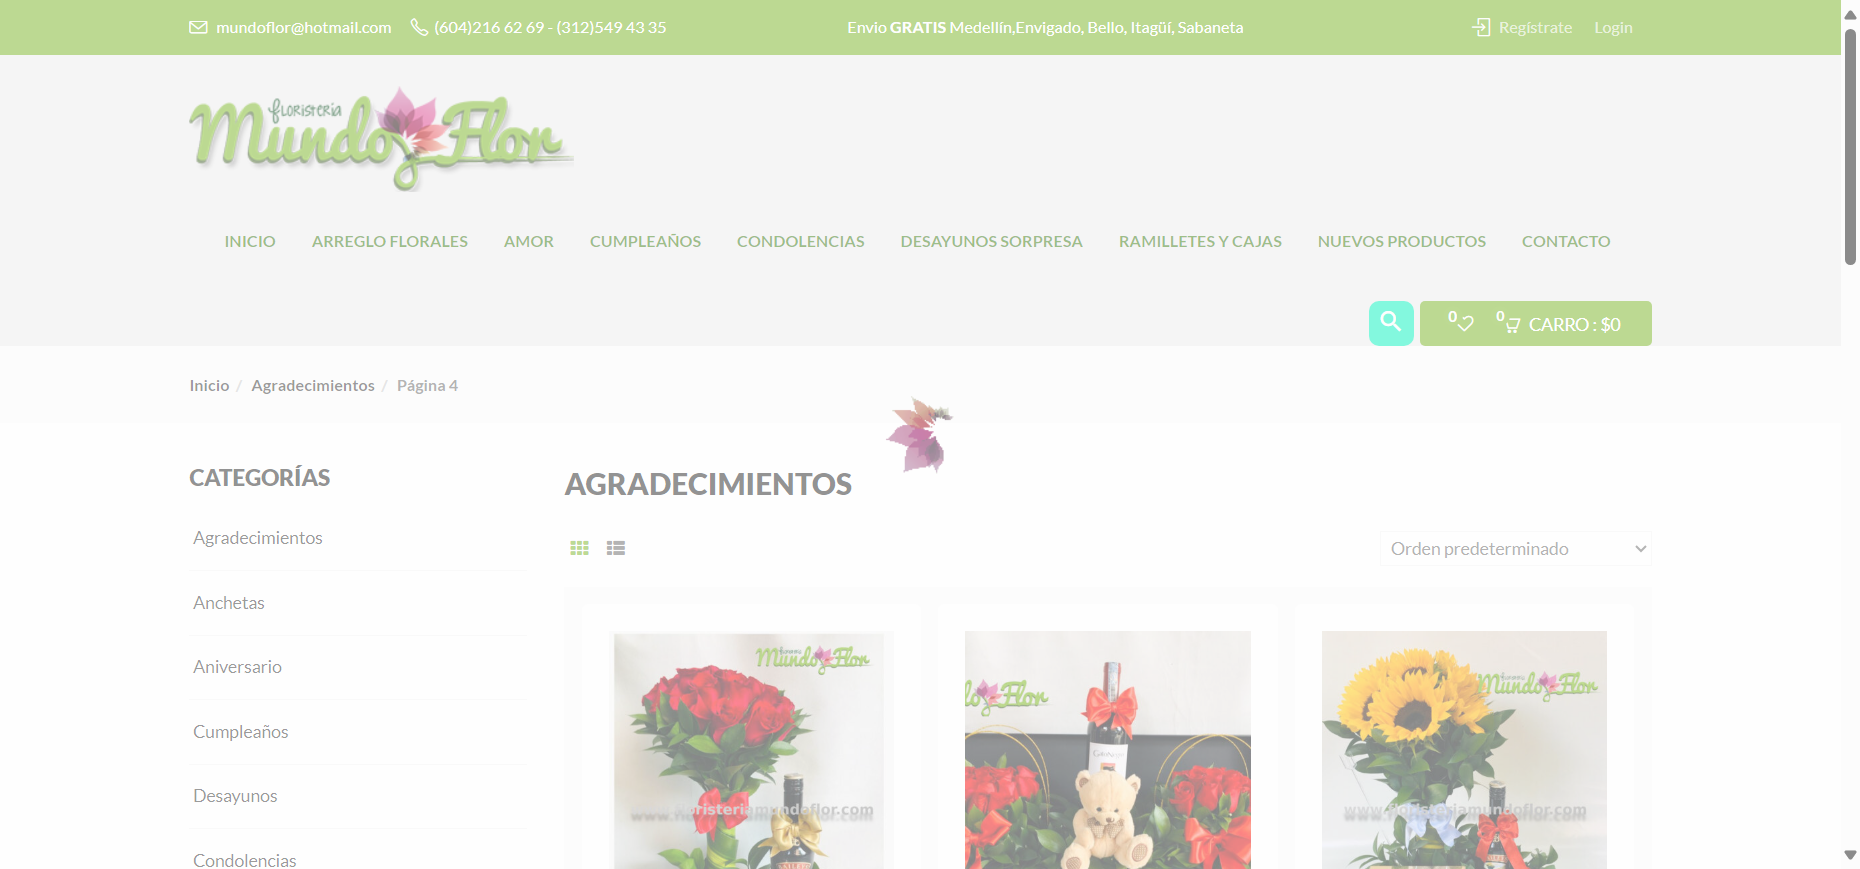 mundoflor@hotmail.com (604)216 62 69 - (312)549 43 35 Envio GRATIS Medellín,Envigado, Bello, Itagüí, Sabaneta Regístrate Login
FLORISTERIA
Mundo Flor
INICIO ARREGLO FLORALES AMOR CUMPLEAÑOS CONDOLENCIAS DESAYUNOS SORPRESA RAMILLETES Y CAJAS NUEVOS PRODUCTOS CONTACTO
0 0 CARRO : $0
Inicio / Agradecimientos / Página 4
CATEGORÍAS
Agradecimientos
Anchetas
Aniversario
Cumpleaños
Desayunos
Condolencias
AGRADECIMIENTOS
Orden predeterminado
Mundo Flor
www.floristeriamundoflor.com
Flor
Mundo Flor
www.floristeriamundoflor.com